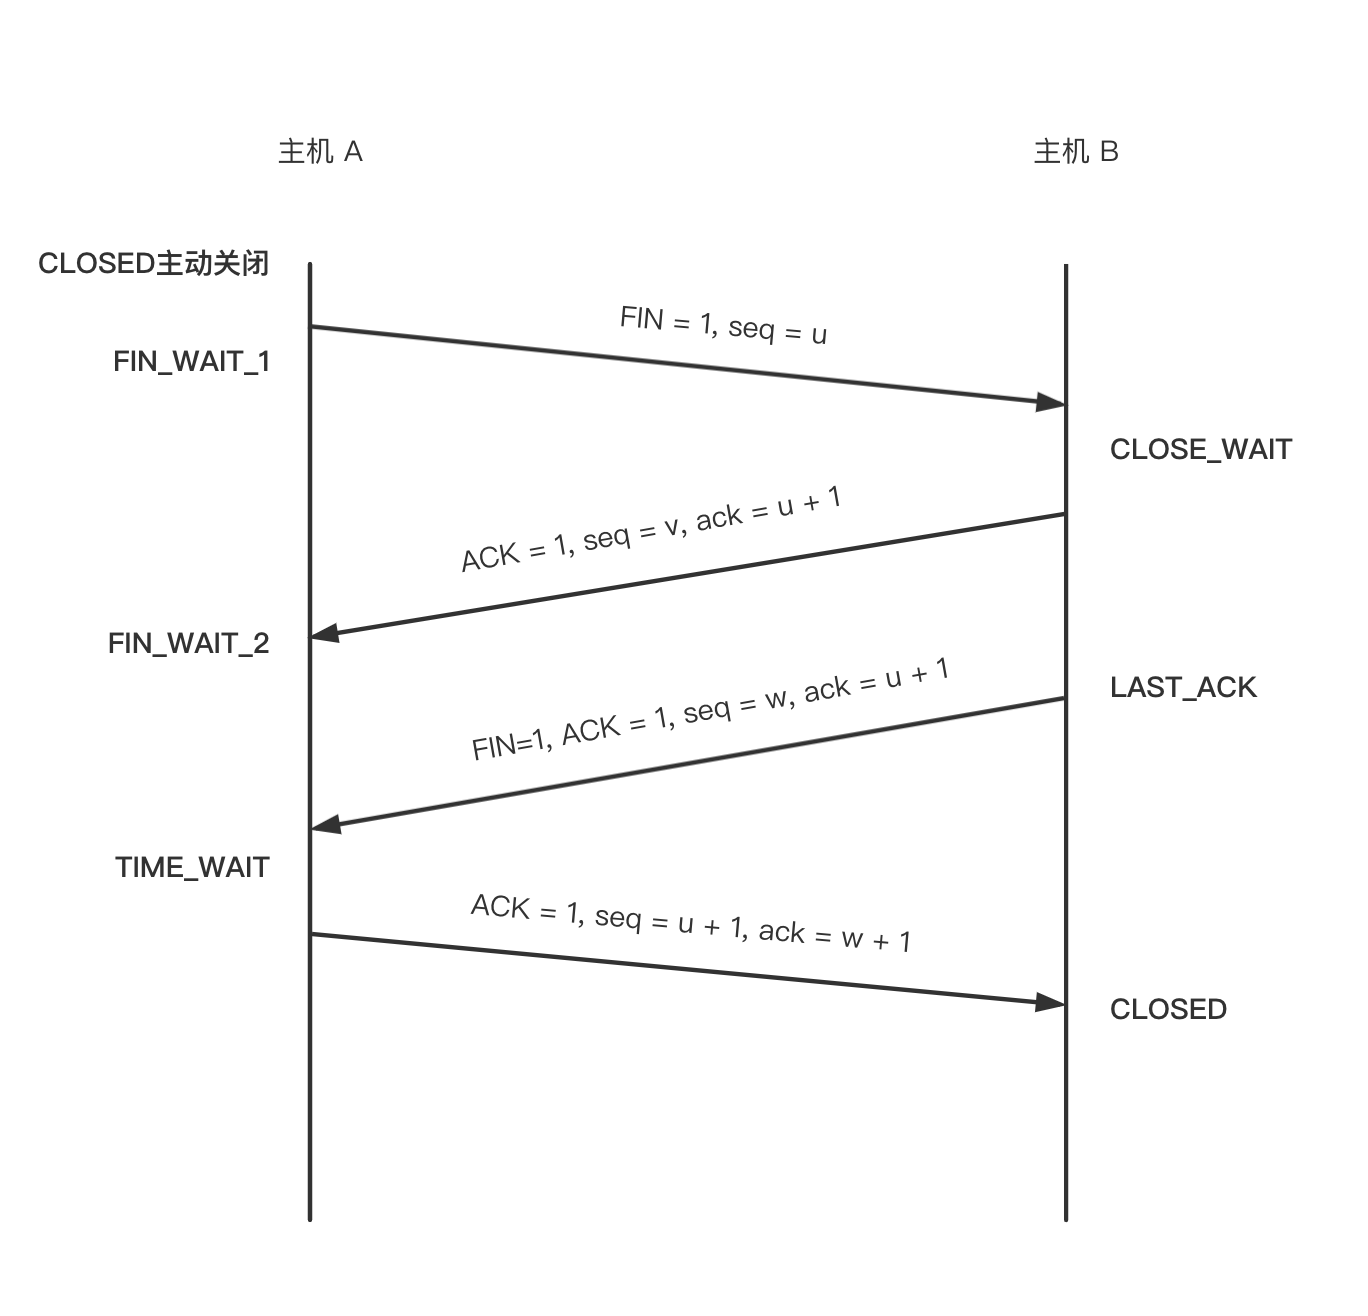 主机 A
主机 B
CLOSED主动关闭
FIN = 1, seq = u
FIN_WAIT_1
CLOSE_WAIT
ACK = 1, seq = v, ack = u + 1
FIN_WAIT_2
LAST_ACK
FIN=1, ACK = 1, seq = w, ack = u + 1
TIME_WAIT
ACK = 1, seq = u + 1, ack = w + 1
CLOSED